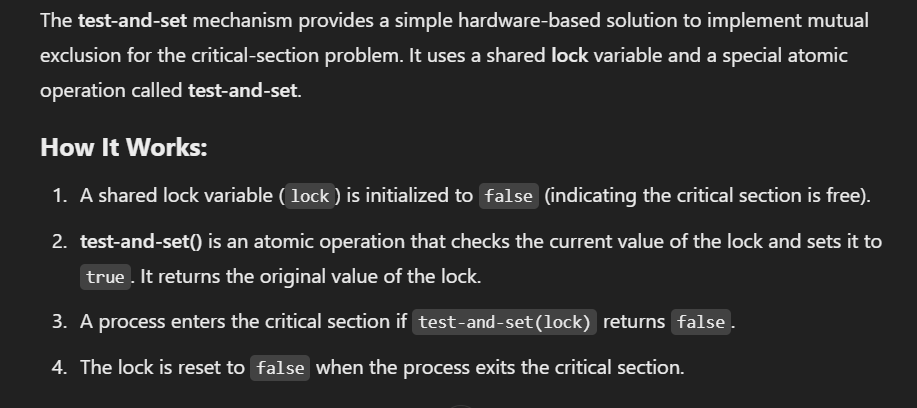 The test-and-set mechanism provides a simple hardware-based solution to implement mutual
exclusion for the critical-section problem. It uses a shared lock variable and a special atomic
operation called test-and-set.
How It Works:
1. A shared lock variable ( lock ) is initialized to false (indicating the critical section is free).
2. test-and-set() is an atomic operation that checks the current value of the lock and sets it to
true . It returns the original value of the lock.
3. A process enters the critical section if test-and-set(lock) returns false .
4. The lock is reset to false when the process exits the critical section.